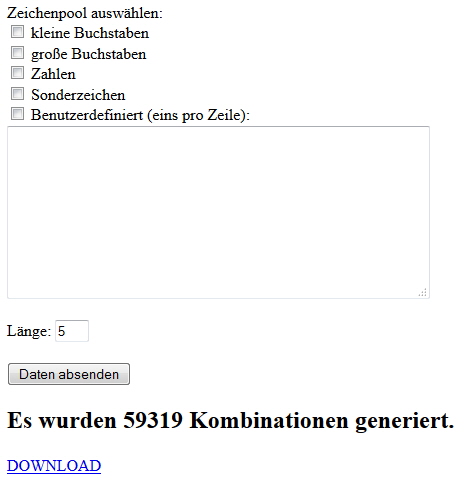 Zeichenpool auswählen:
kleine Buchstaben
große Buchstaben
Zahlen
Sonderzeichen
Benutzerdefiniert (eins pro Zeile):
Länge: 5
Daten absenden
Es wurden 59319 Kombinationen generiert.
DOWNLOAD